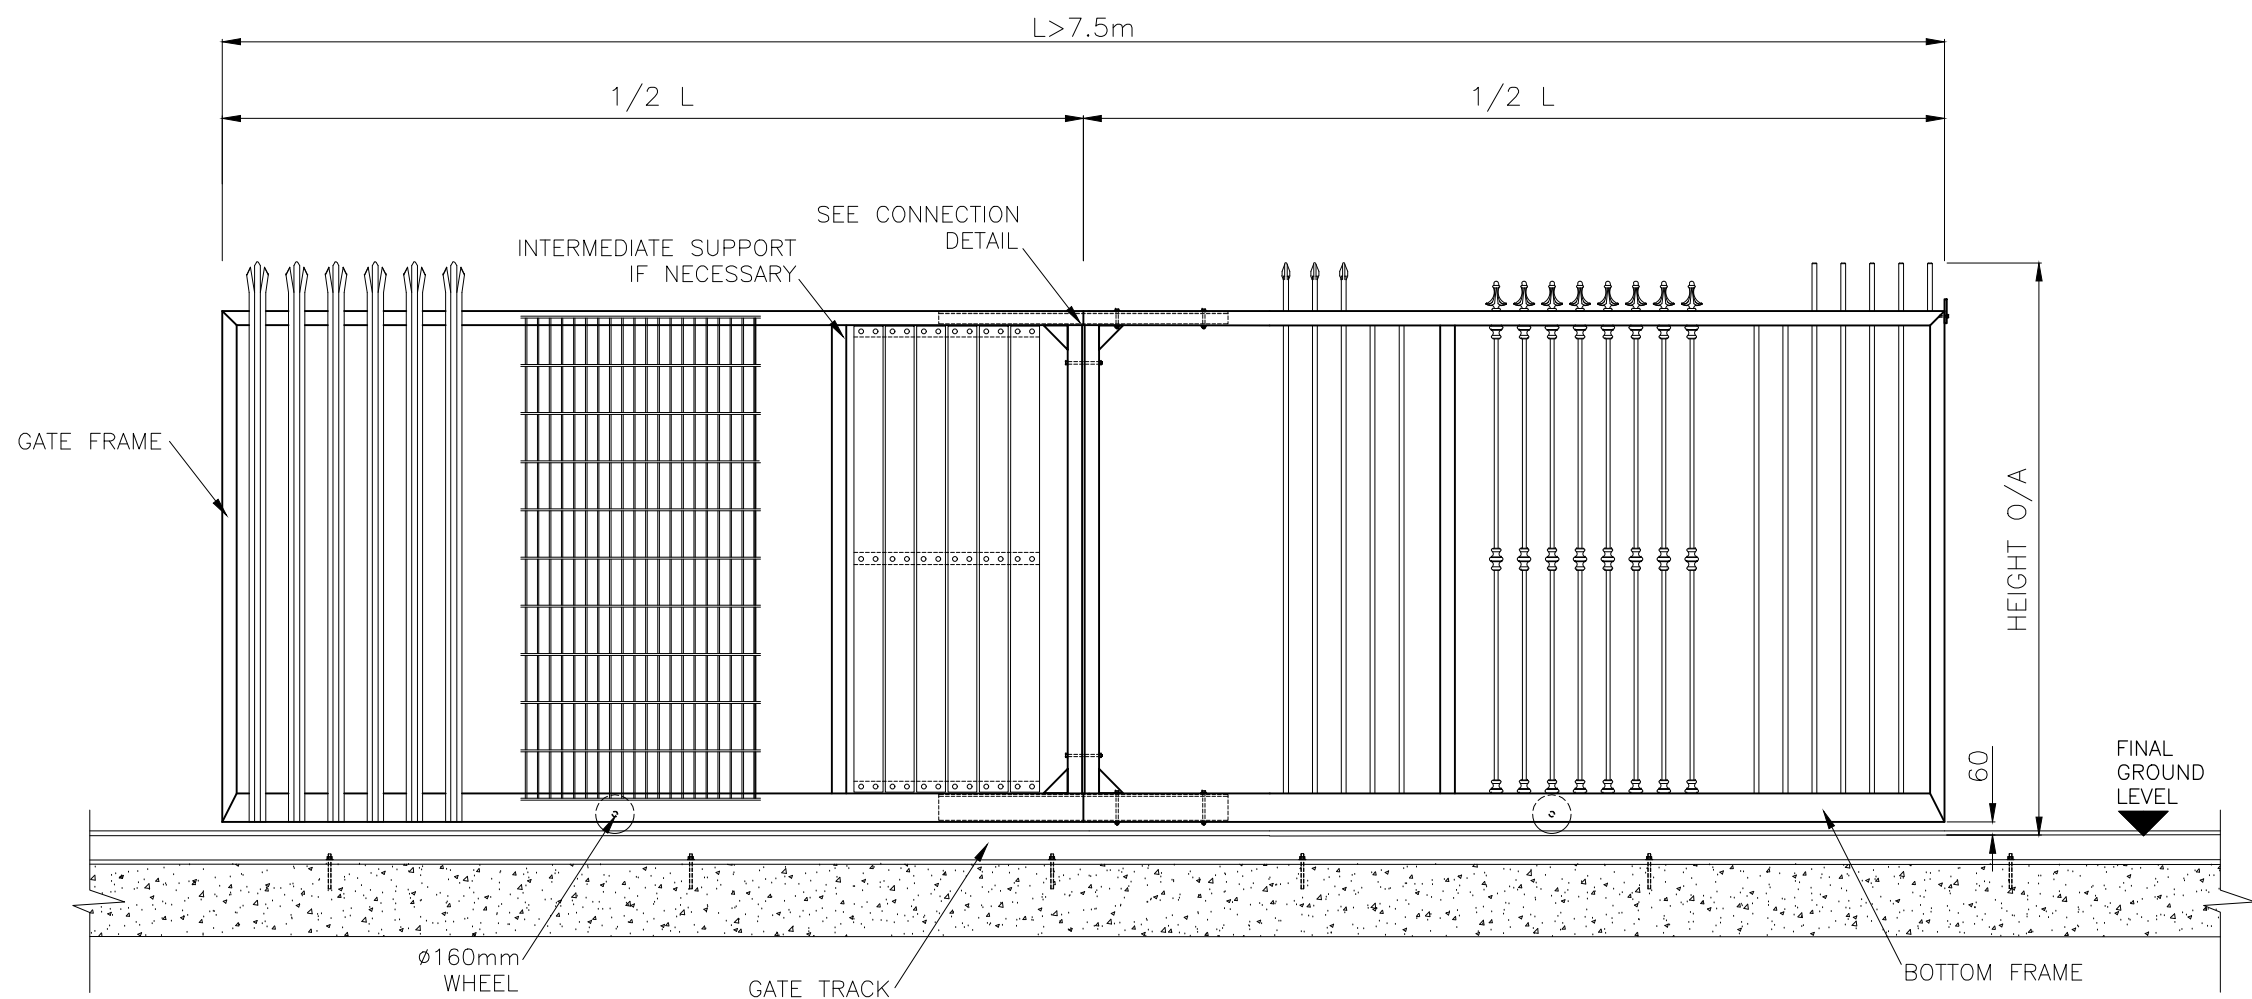 L>7.5m
1/2 L
1/2 L
SEE CONNECTION
DETAIL
INTERMEDIATE SUPPORT
IF NECESSARY
GATE FRAME
HEIGHT O/A
60
FINAL
GROUND
LEVEL
ø160mm
WHEEL
GATE TRACK
BOTTOM FRAME